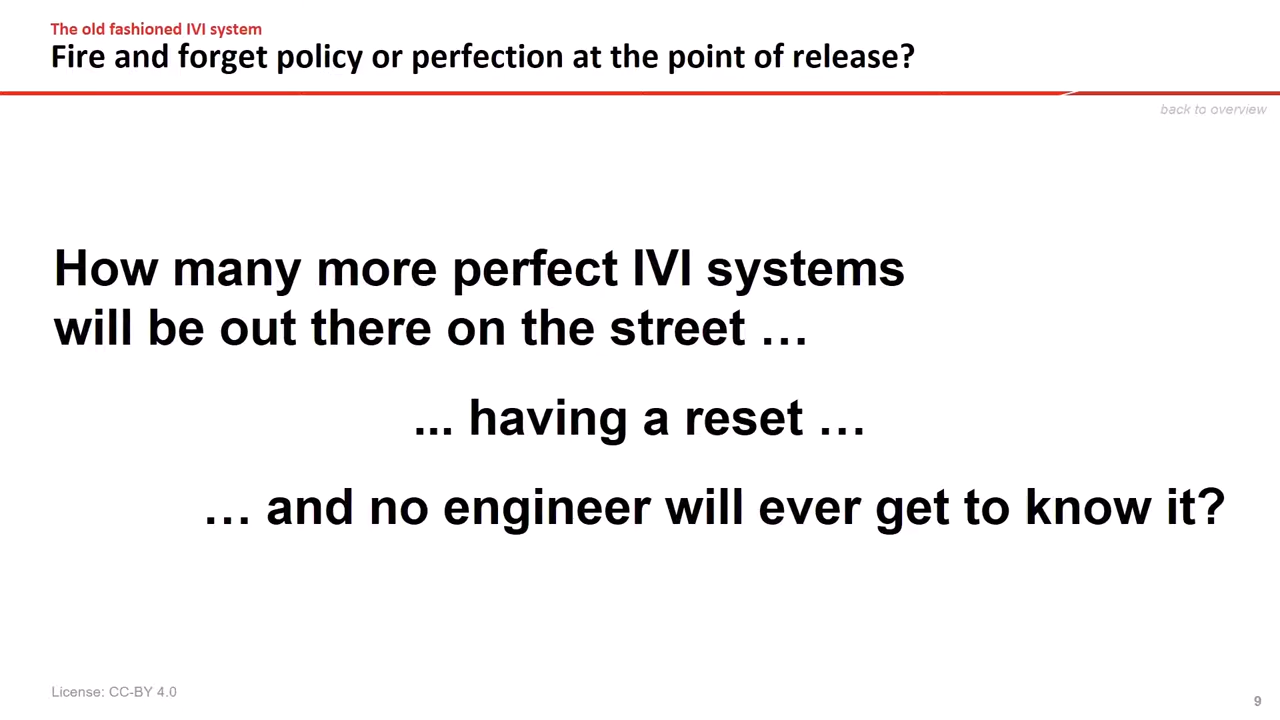 The old fashioned IVI system
Fire and forget policy or perfection at the point of release?
back to overview
How many more perfect IVI systems
will be out there on the street …
... having a reset …
… and no engineer will ever get to know it?
License: CC-BY 4.0
9